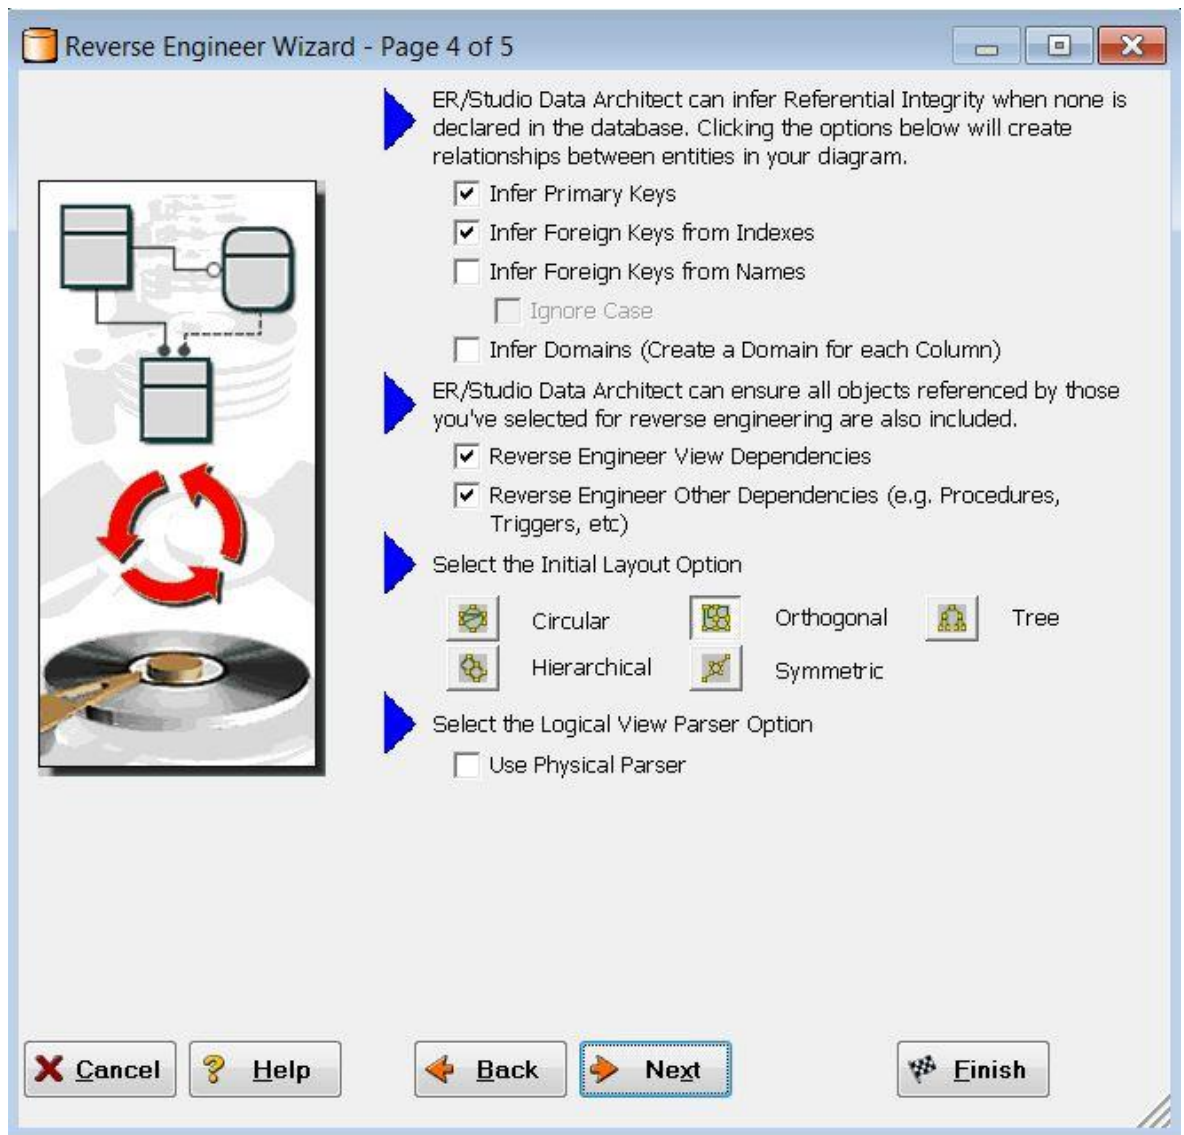 Reverse Engineer Wizard - Page 4 of 5
ER/Studio Data Architect can infer Referential Integrity when none is
declared in the database. Clicking the options below will create
relationships between entities in your diagram.
Infer Primary Keys
Infer Foreign Keys from Indexes
Infer Foreign Keys from Names
Ignore Case
Infer Domains (Create a Domain for each Column)
ER/Studio Data Architect can ensure all objects referenced by those
you've selected for reverse engineering are also included.
Reverse Engineer View Dependencies
Reverse Engineer Other Dependencies (e.g. Procedures,
Triggers, etc)
Select the Initial Layout Option
Circular Orthogonal Tree
Hierarchical Symmetric
Select the Logical View Parser Option
Use Physical Parser
Cancel Help Back Next Finish